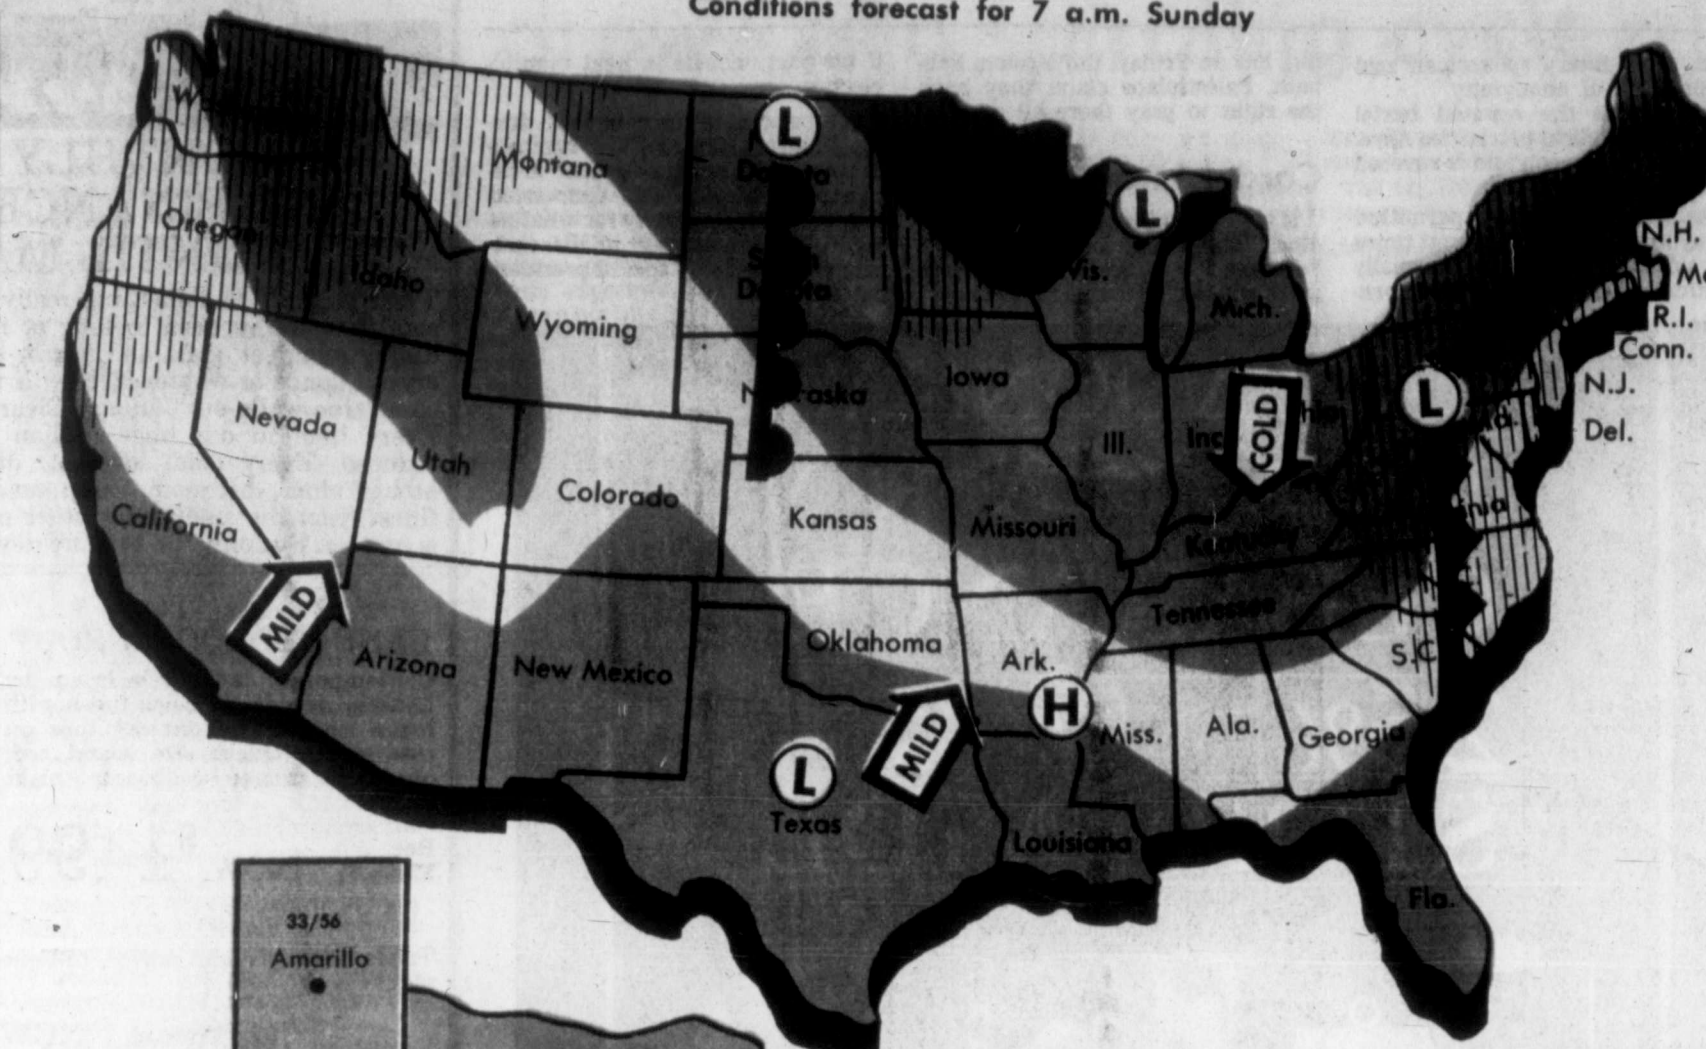 Conditions forecast for 7 a.m. Sunday
L
Montana
Dakota
L
N.H.
Oregon
Idaho
Wis.
Mich.
R.I.
Wyoming
Conn.
Iowa
N.J.
L
Nevada
COLD
Del.
Utah
Ill.
Colorado
California
Kansas
Missouri
Kentucky
MILD
Tennessee
Arizona
New Mexico
Oklahoma
Ark.
S.C
H
MILD
Miss.
Ala.
Georgia
L
Texas
Louisiana
Fla.
33/56
Amarillo